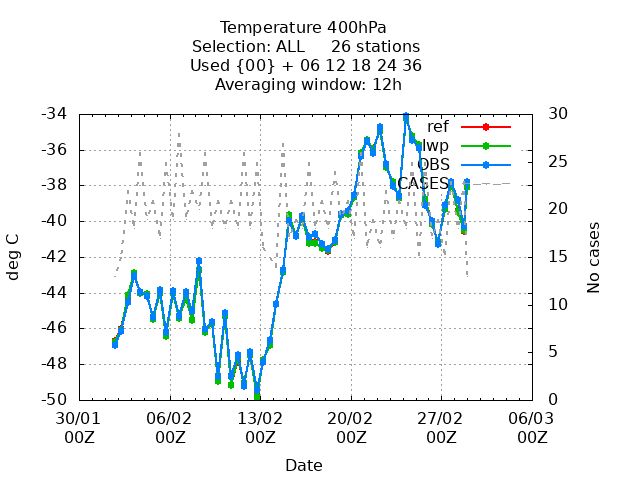 Temperature 400hPa
Selection: ALL 26 stations
Used {00} + 06 12 18 24 36
Averaging window: 12h
ref
lwp
OBS
CASES
-34
-36
-38
-40
-42
-44
-46
-48
-50
deg C
30
25
20
15
10
5
0
No cases
30/01 06/02 13/02 20/02 27/02 06/03
00Z 00Z 00Z 00Z 00Z 00Z
Date